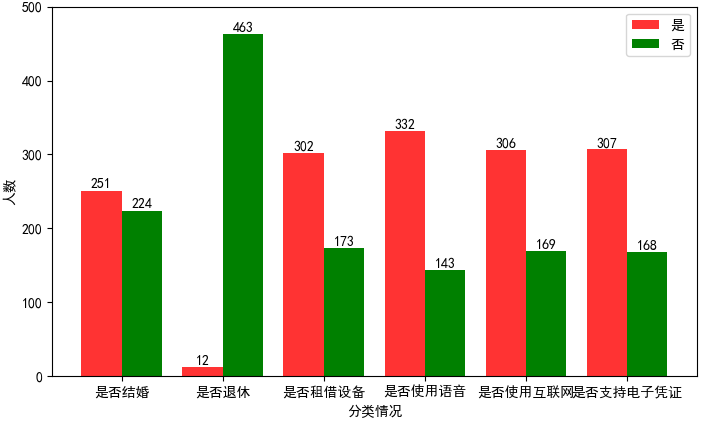 500
400
300
200
100
0
人数
是
否
251
224
12
463
302
173
332
143
306
169
307
168
是否结婚
是否退休
是否租借设备
是否使用语音
是否使用互联网
是否支持电子凭证
分类情况